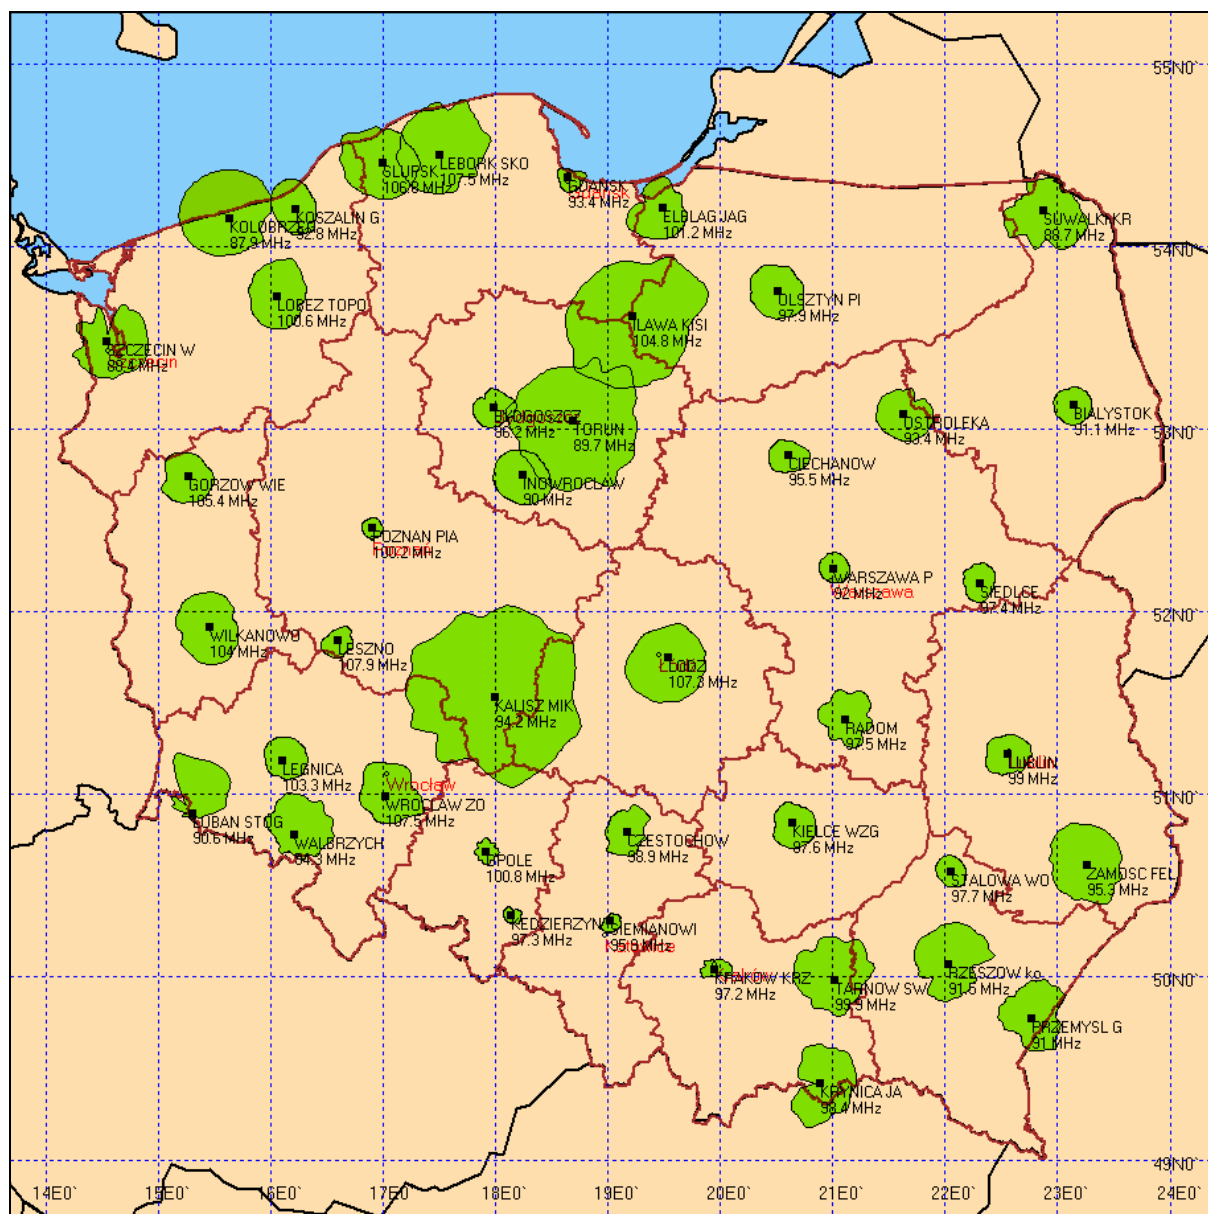 55N0`
SLUPSK
106.8 MHz
LEBORK SKO
107.5 MHz
GDANSK
93.4 MHz
Gdańsk
ELBLAG JAG
101.2 MHz
SUWALKI KR
88.7 MHz
KOLOBRZEG
87.9 MHz
KOSZALIN G
92.8 MHz
54N0`
LOBEZ TOPO
100.6 MHz
OLSZTYN PI
97.9 MHz
ILAWA KISI
104.8 MHz
SZCZECIN W
88.4 MHz
Szczecin
BYDGOSZCZ
96.2 MHz
TORUN
89.7 MHz
OSTROLEKA
93.4 MHz
BIALYSTOK
91.1 MHz
53N0`
CIECHANOW
95.5 MHz
GORZOW WIE
105.4 MHz
INOWROCLAW
90 MHz
POZNAN PIA
100.2 MHz
Poznań
WARSZAWA P
92 MHz
Warszawa
SIEDLCE
97.4 MHz
52N0`
WILKANOWO
104 MHz
LESZNO
107.9 MHz
LODZ
107.3 MHz
Łódź
KALISZ MIK
94.2 MHz
RADOM
97.5 MHz
LEGNICA
103.3 MHz
Wrocław
WROCLAW ZO
107.5 MHz
LUBLIN
99 MHz
51N0`
LUBAN STOG
90.6 MHz
WALBRZYCH
94.3 MHz
CZESTOCHOW
98.9 MHz
KIELCE WZG
97.6 MHz
OPOLE
100.8 MHz
STALOWA WO
97.7 MHz
ZAMOSC FEL
95.3 MHz
KEDZIERZYN
97.3 MHz
SIEMIANOWI
Katowice
KRAKOW KRZ
97.2 MHz
Kraków
TARNOW SW
99.9 MHz
RZESZOW ko
91.5 MHz
50N0`
PRZEMYSL G
91 MHz
KRYNICA JA
98.4 MHz
49N0`
14E0` 15E0` 16E0` 17E0` 18E0` 19E0` 20E0` 21E0` 22E0` 23E0` 24E0`